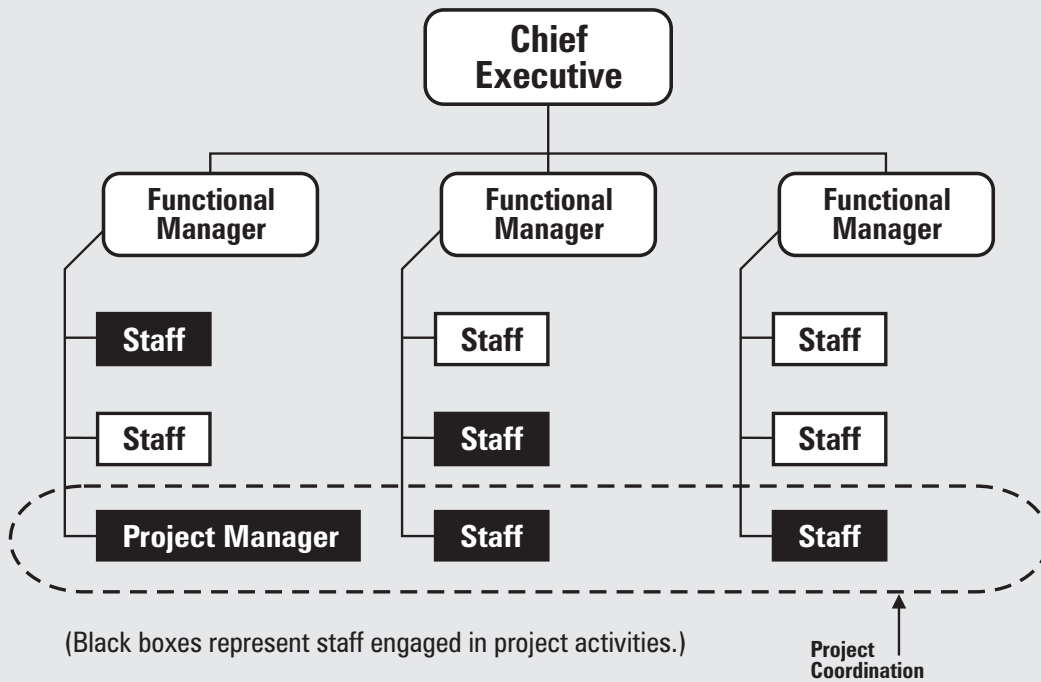 Chief
Executive
Functional
Manager
Functional
Manager
Functional
Manager
Staff
Staff
Staff
Staff
Staff
Staff
Project Manager
Staff
Staff
(Black boxes represent staff engaged in project activities.)
Project
Coordination